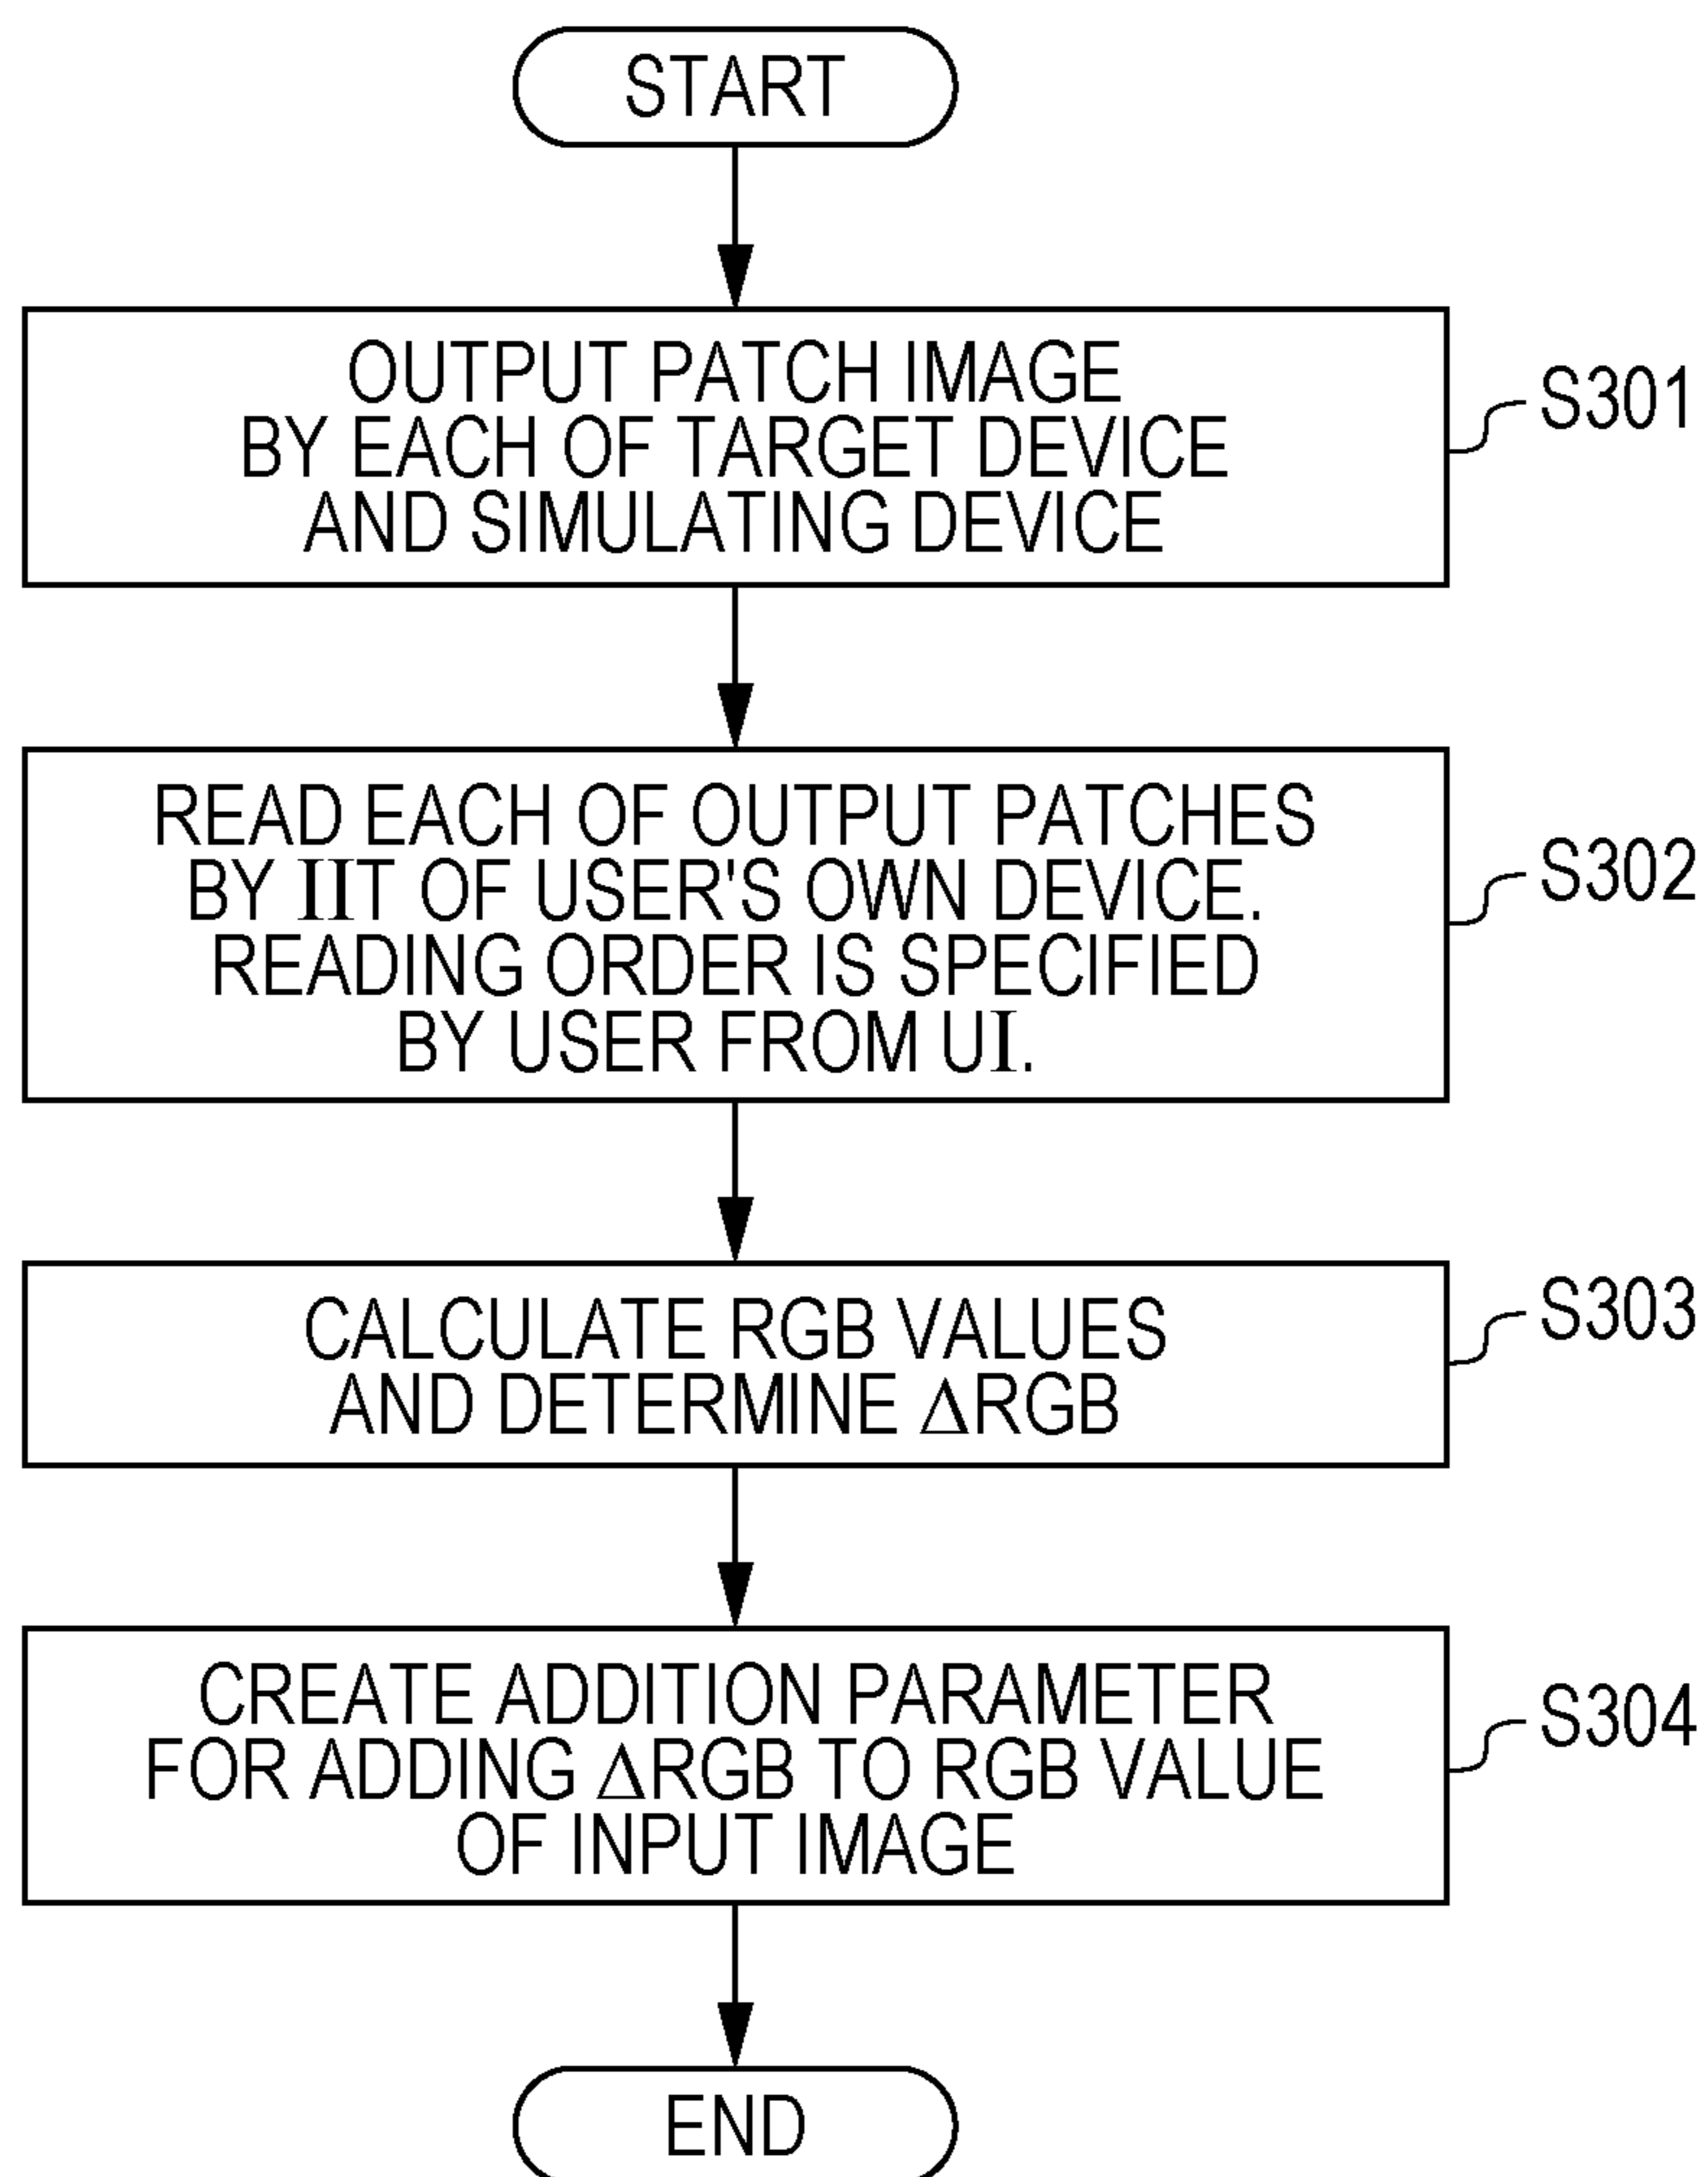 START
OUTPUT PATCH IMAGE
BY EACH OF TARGET DEVICE
AND SIMULATING DEVICE
S301
READ EACH OF OUTPUT PATCHES
BY IIT OF USER'S OWN DEVICE.
READING ORDER IS SPECIFIED
BY USER FROM UI.
S302
CALCULATE RGB VALUES
AND DETERMINE ΔRGB
S303
CREATE ADDITION PARAMETER
FOR ADDING ΔRGB TO RGB VALUE
OF INPUT IMAGE
S304
END